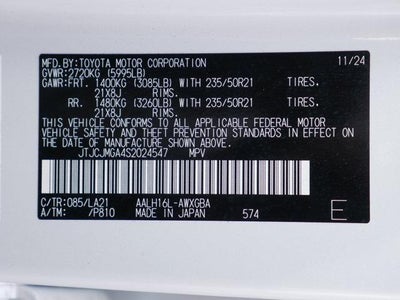 MFD.BY:TOYOTA MOTOR CORPORATION 11/24
GVWR:2720KG (5995LB)
GAWR:FRT. 1400KG (3085LB) WITH 235/50R21 TIRES.
21X8J RIMS.
RR. 1480KG (3260LB) WITH 235/50R21 TIRES.
21X8J RIMS.
THIS VEHICLE CONFORMS TO ALL APPLICABLE FEDERAL MOTOR
VEHICLE SAFETY AND THEFT PREVENTION STANDARDS IN EFFECT ON
THE DATE OF MANUFACTURE SHOWN ABOVE.
JTJCJMGA4S2024547 MPV
C/TR:085/LA21 AALH16L-AWXGBA
A/TM: /P810 MADE IN JAPAN 574 E